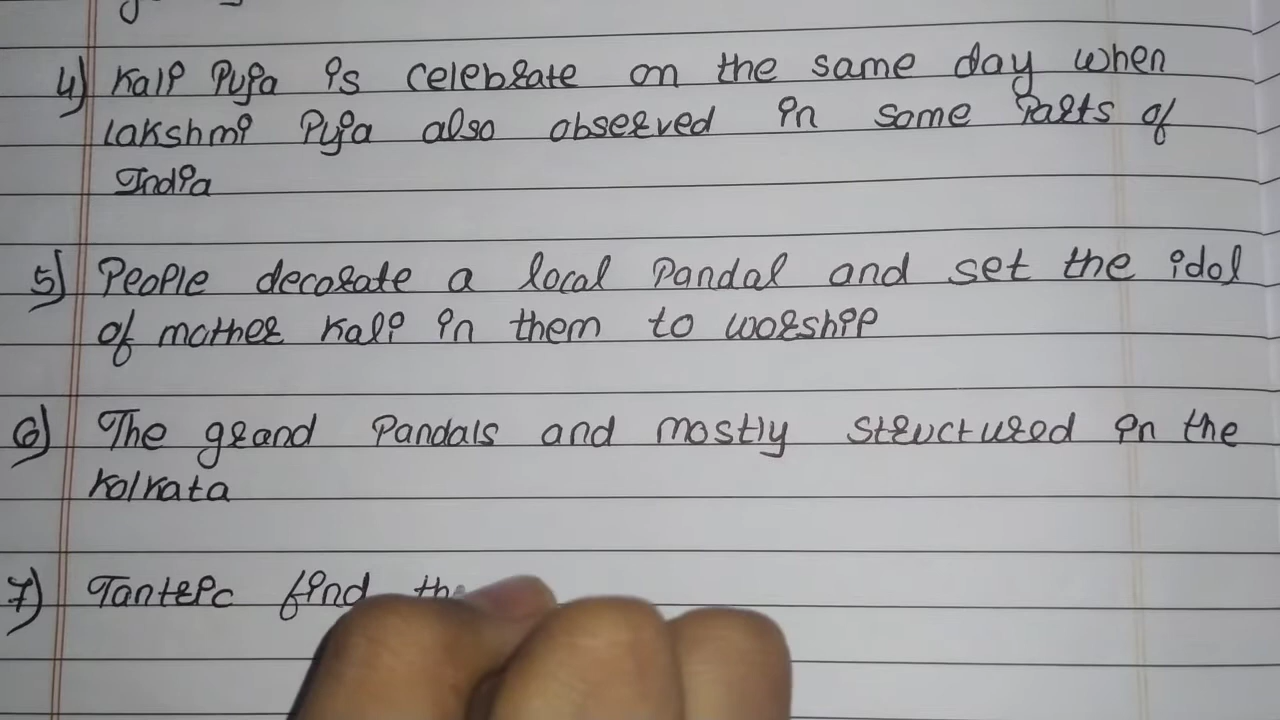 4) Kali Puja is celebrate on the same day when
Lakshmi Puja also observed in some Parts of
India
5) People decorate a local Pandal and set the idol
of mother Kali in them to worship
6) The grand Pandals and mostly structured in the
Kolkata
7) Tantric find the